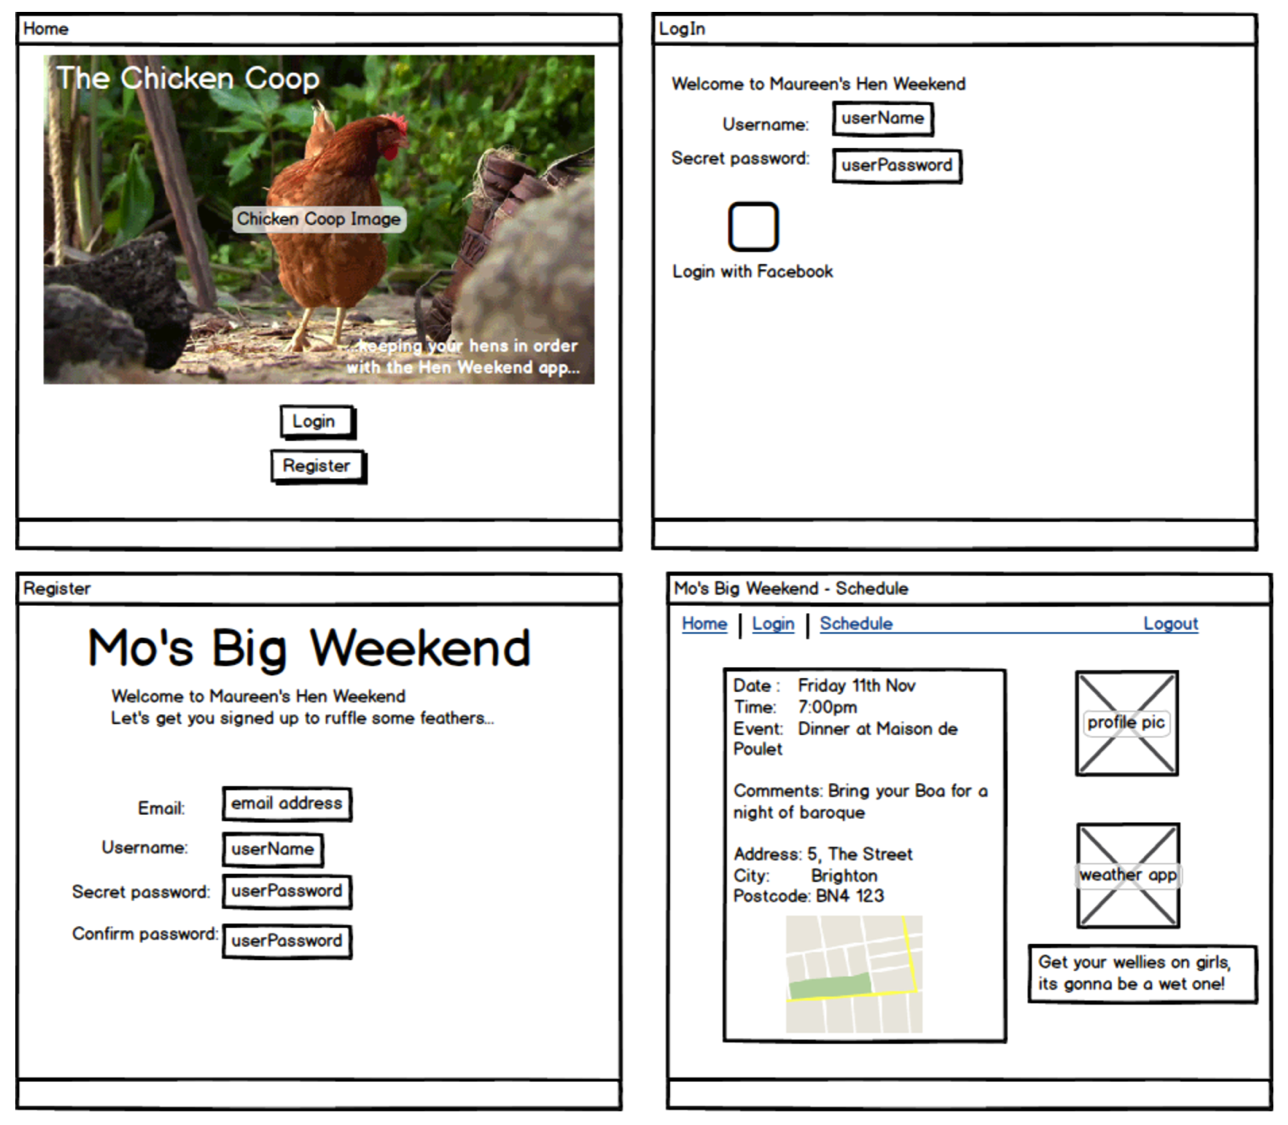 Home
The Chicken Coop
Chicken Coop Image
...keeping your hens in order
with the Hen Weekend app...
Login
Register
LogIn
Welcome to Maureen's Hen Weekend
Username: userName
Secret password: userPassword
Login with Facebook
Register
Mo's Big Weekend
Welcome to Maureen's Hen Weekend
Let's get you signed up to ruffle some feathers...
Email: email address
Username: userName
Secret password: userPassword
Confirm password: userPassword
Mo's Big Weekend - Schedule
Home | Login | Schedule Logout
Date : Friday 11th Nov
Time: 7:00pm
Event: Dinner at Maison de
Poulet
Comments: Bring your Boa for a
night of baroque
Address: 5, The Street
City: Brighton
Postcode: BN4 123
profile pic
weather app
Get your wellies on girls,
its gonna be a wet one!